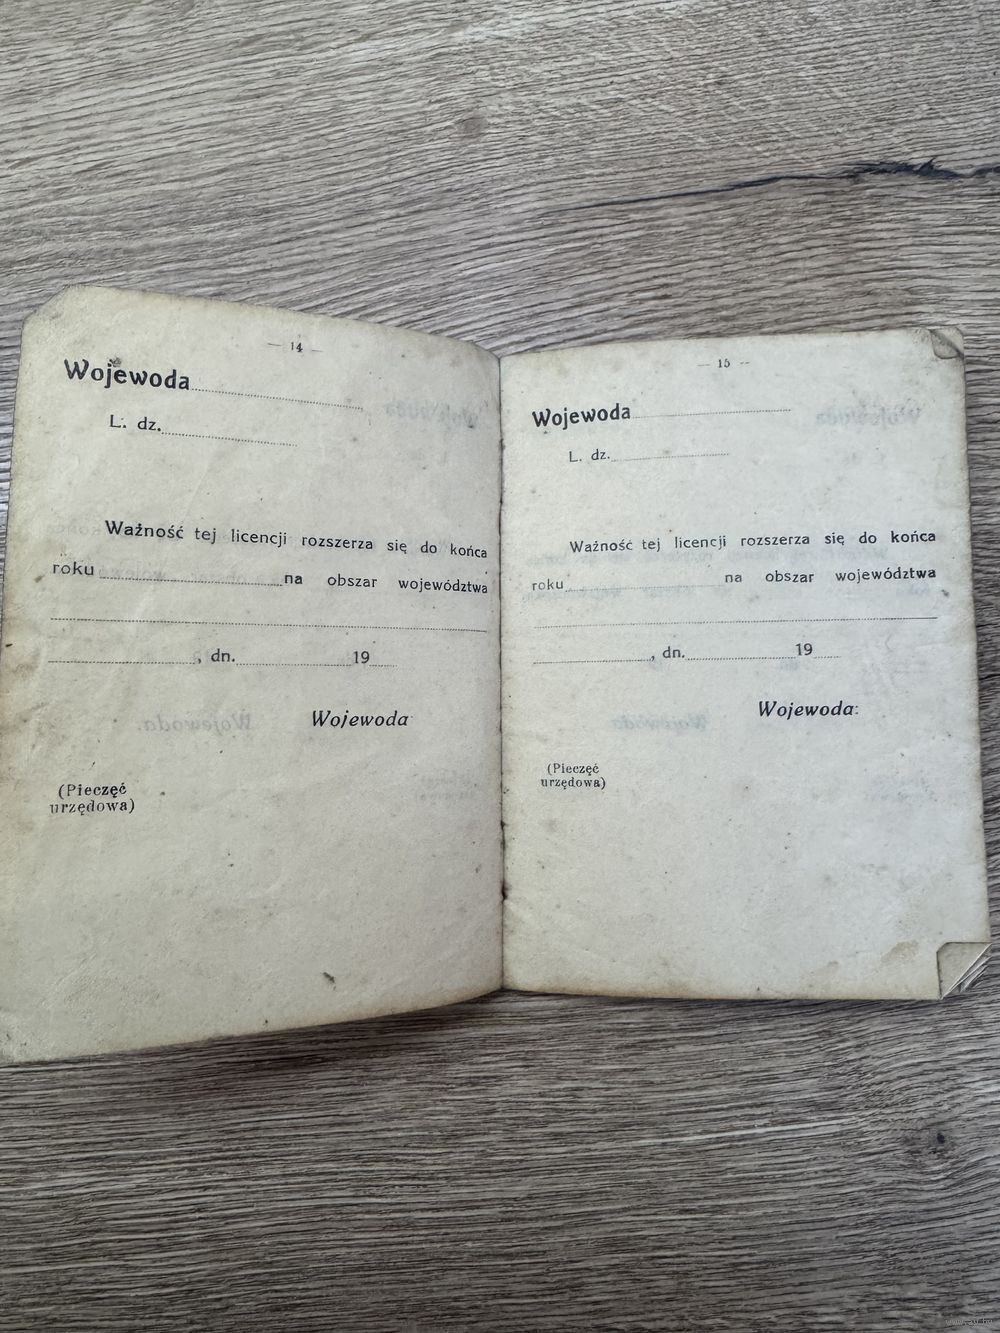 — 14 —
Wojewoda
L. dz.
Ważność tej licencji rozszerza się do końca
roku na obszar województwa
, dn. 19
Wojewoda
(Pieczęć
urzędowa)
— 15 —
Wojewoda
L. dz.
Ważność tej licencji rozszerza się do końca
roku na obszar województwa
, dn. 19
Wojewoda:
(Pieczęć
urzędowa)